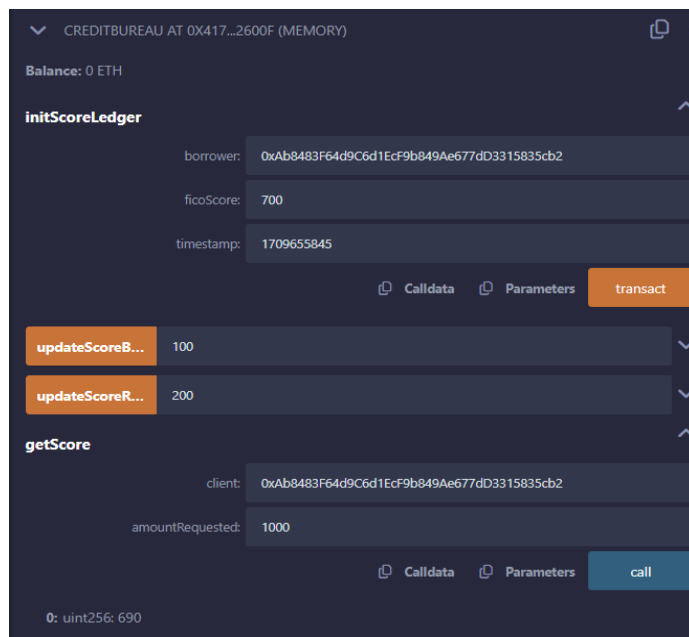 CREDITBUREAU AT 0X417...2600F (MEMORY)
Balance: 0 ETH
initScoreLedger
borrower: 0xAb8483F64d9C6d1EcF9b849Ae677dD3315835cb2
ficoScore: 700
timestamp: 1709655845
Calldata Parameters transact
updateScoreB... 100
updateScoreR... 200
getScore
client: 0xAb8483F64d9C6d1EcF9b849Ae677dD3315835cb2
amountRequested: 1000
Calldata Parameters call
0: uint256: 690